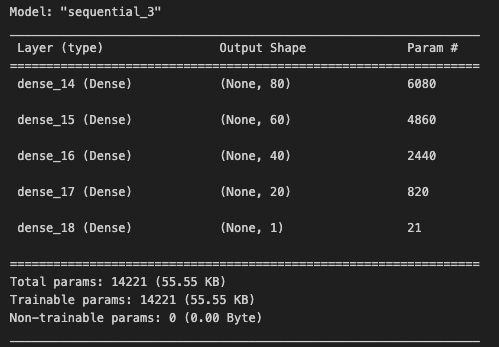 Model: "sequential_3"
Layer (type) Output Shape Param #
dense_14 (Dense) (None, 80) 6080
dense_15 (Dense) (None, 60) 4860
dense_16 (Dense) (None, 40) 2440
dense_17 (Dense) (None, 20) 820
dense_18 (Dense) (None, 1) 21
Total params: 14221 (55.55 KB)
Trainable params: 14221 (55.55 KB)
Non-trainable params: 0 (0.00 Byte)